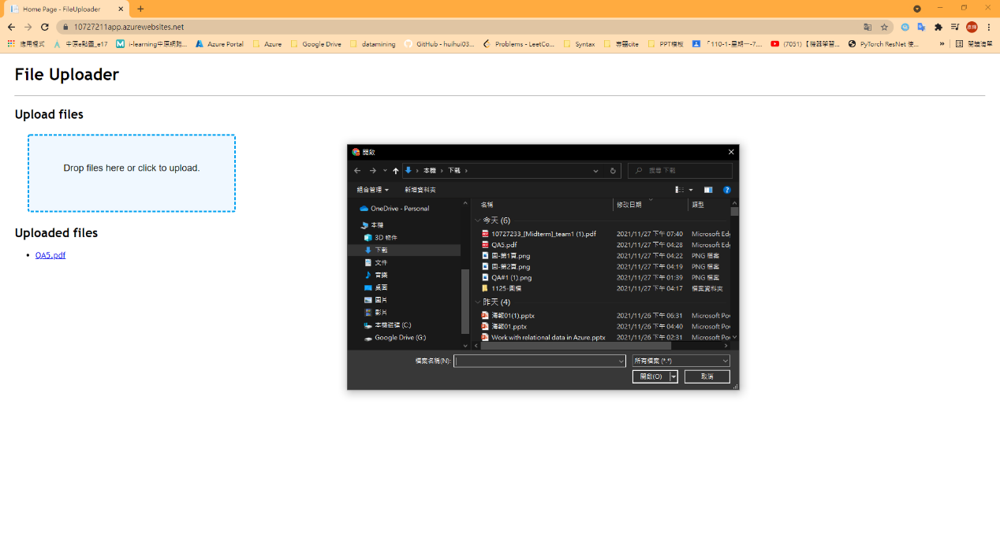 Home Page - FileUploader
10727211app.azurewebsites.net
應用程式 中原e點靈_e17 i-learning中原網路... Azure Portal Azure Google Drive datamining GitHub - huihui03... Problems - LeetCo... Syntax 專題cite PPT模板 「110-1-星期一-7.... (7051)【機器學習... PyTorch ResNet 使... » 閱讀清單
File Uploader
Upload files
Drop files here or click to upload.
Uploaded files
QA5.pdf
開啟
本機 › 下載 › 搜尋 下載
組合管理 新增資料夾
OneDrive - Personal
本機
3D 物件
下載
文件
音樂
桌面
圖片
影片
本機磁碟 (C:)
Google Drive (G:)
名稱 修改日期 類型
今天 (6)
10727233_[Midterm]_team1 (1).pdf 2021/11/27 下午 07:40 Microsoft Edg
QA5.pdf 2021/11/27 下午 04:28 Microsoft Edg
圖-第1頁.png 2021/11/27 下午 04:22 PNG 檔案
圖-第2頁.png 2021/11/27 下午 04:19 PNG 檔案
QA#1 (1).png 2021/11/27 下午 01:39 PNG 檔案
1125-圖檔 2021/11/27 下午 04:17 檔案資料夾
昨天 (4)
海報01(1).pptx 2021/11/26 下午 06:31 Microsoft Pov
海報01.pptx 2021/11/26 下午 04:40 Microsoft Pov
Work with relational data in Azure.pptx 2021/11/26 下午 02:31 Microsoft Pov
檔案名稱(N): 所有檔案 (*.*)
開啟(O) 取消